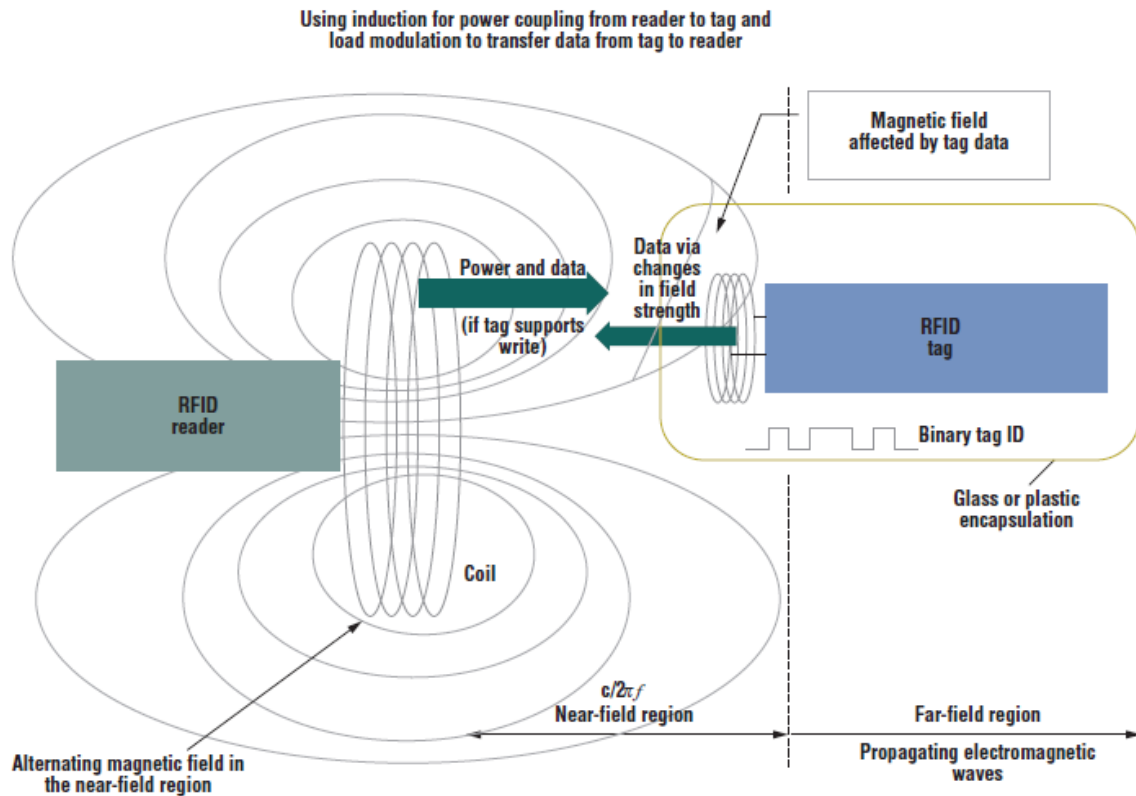 Using induction for power coupling from reader to tag and
load modulation to transfer data from tag to reader
Magnetic field
affected by tag data
Data via
changes
in field
strength
Power and data
(if tag supports
write)
RFID
tag
RFID
reader
Binary tag ID
Glass or plastic
encapsulation
Coil
c/2πf
Near-field region
Far-field region
Propagating electromagnetic
waves
Alternating magnetic field in
the near-field region